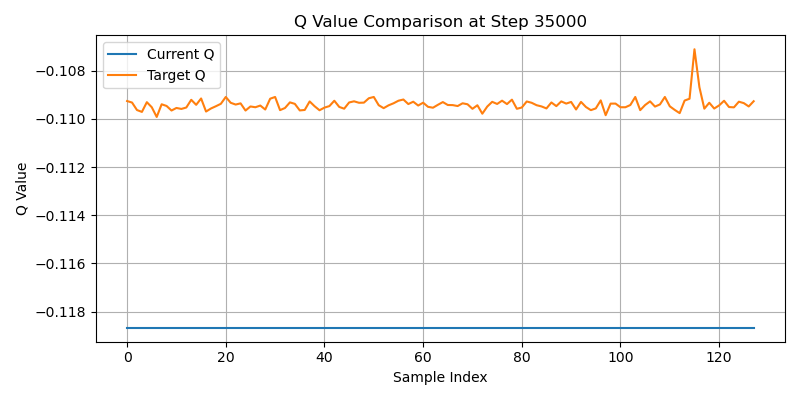 Q Value Comparison at Step 35000
Current Q
Target Q
−0.108
−0.110
−0.112
−0.114
−0.116
−0.118
Q Value
0 20 40 60 80 100 120
Sample Index